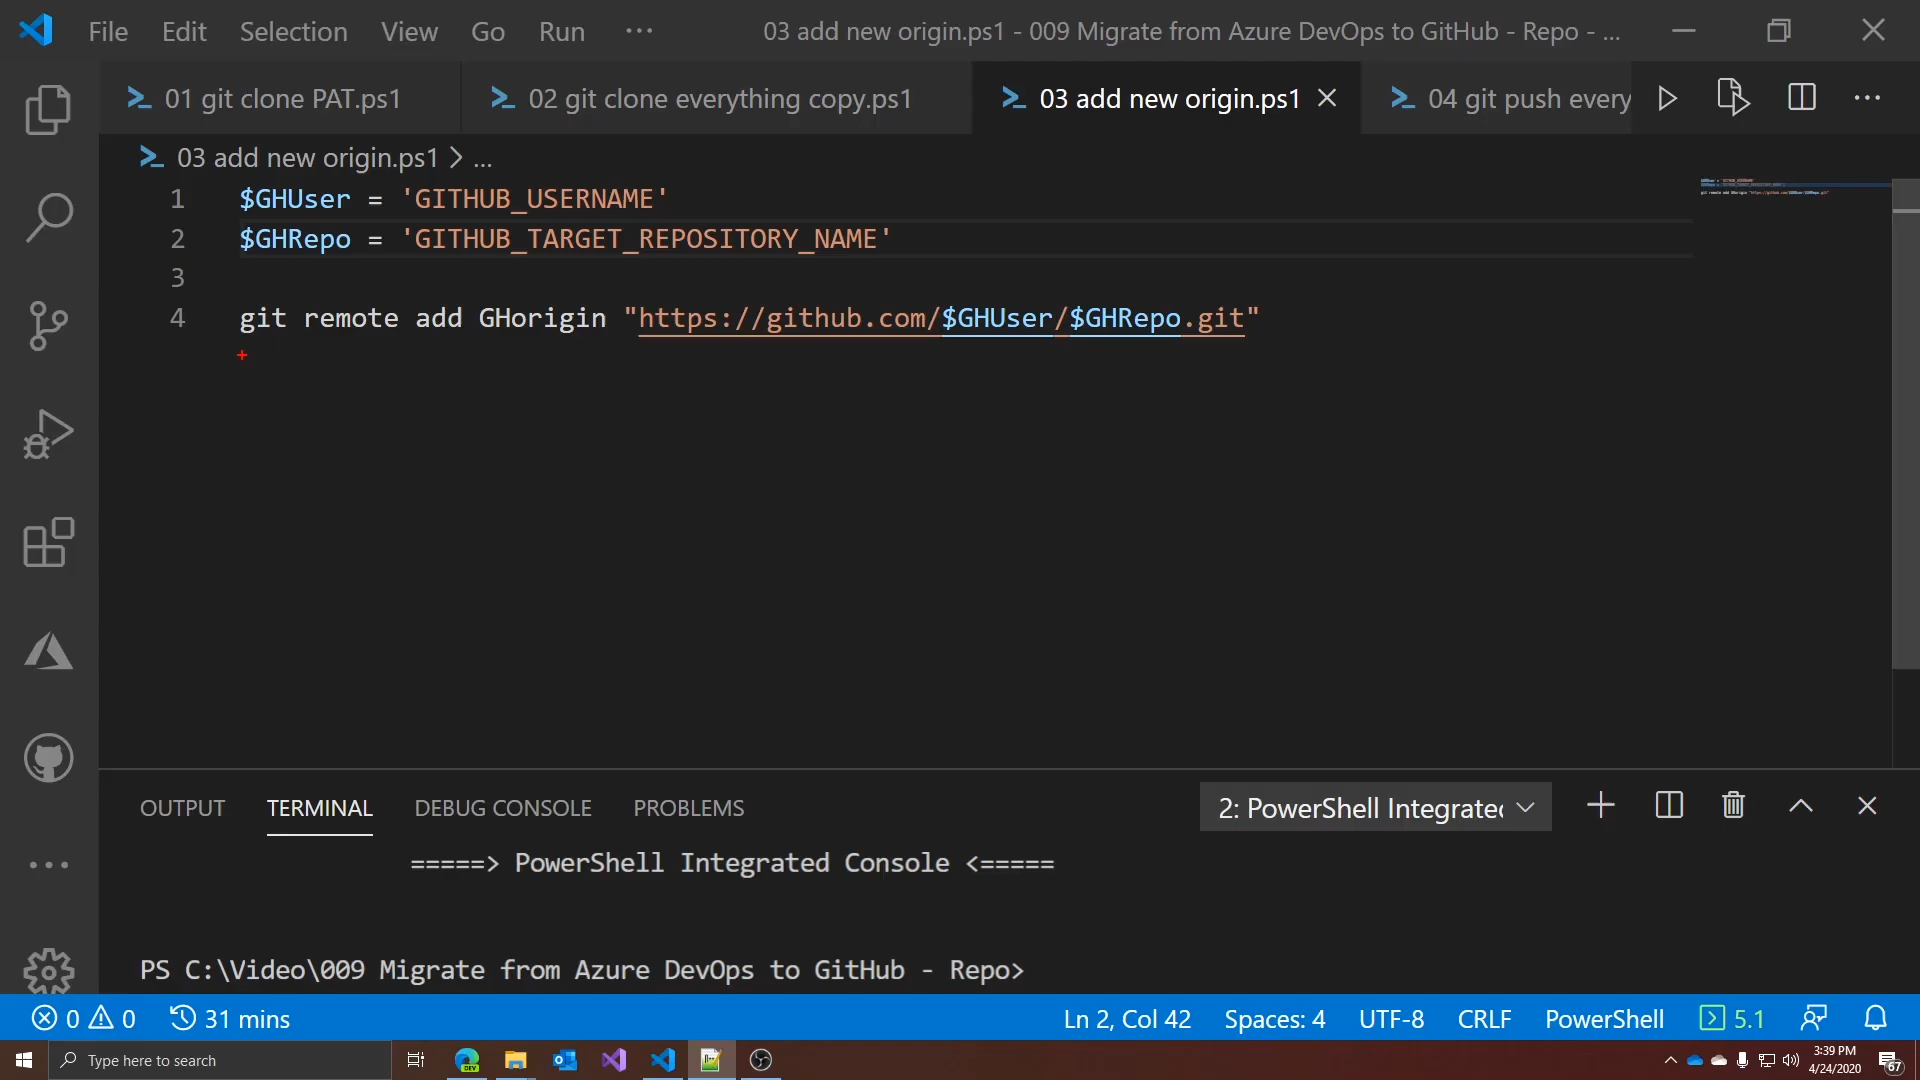 File Edit Selection View Go Run ··· 03 add new origin.ps1 - 009 Migrate from Azure DevOps to GitHub - Repo - ...
01 git clone PAT.ps1 02 git clone everything copy.ps1 03 add new origin.ps1 04 git push every
03 add new origin.ps1 > ...
1 $GHUser = 'GITHUB_USERNAME'
2 $GHRepo = 'GITHUB_TARGET_REPOSITORY_NAME'
3
4 git remote add GHorigin "https://github.com/$GHUser/$GHRepo.git"
OUTPUT TERMINAL DEBUG CONSOLE PROBLEMS 2: PowerShell Integrated
=====> PowerShell Integrated Console <=====
PS C:\Video\009 Migrate from Azure DevOps to GitHub - Repo>
0 0 31 mins Ln 2, Col 42 Spaces: 4 UTF-8 CRLF PowerShell 5.1
Type here to search DEV 3:39 PM
4/24/2020 67